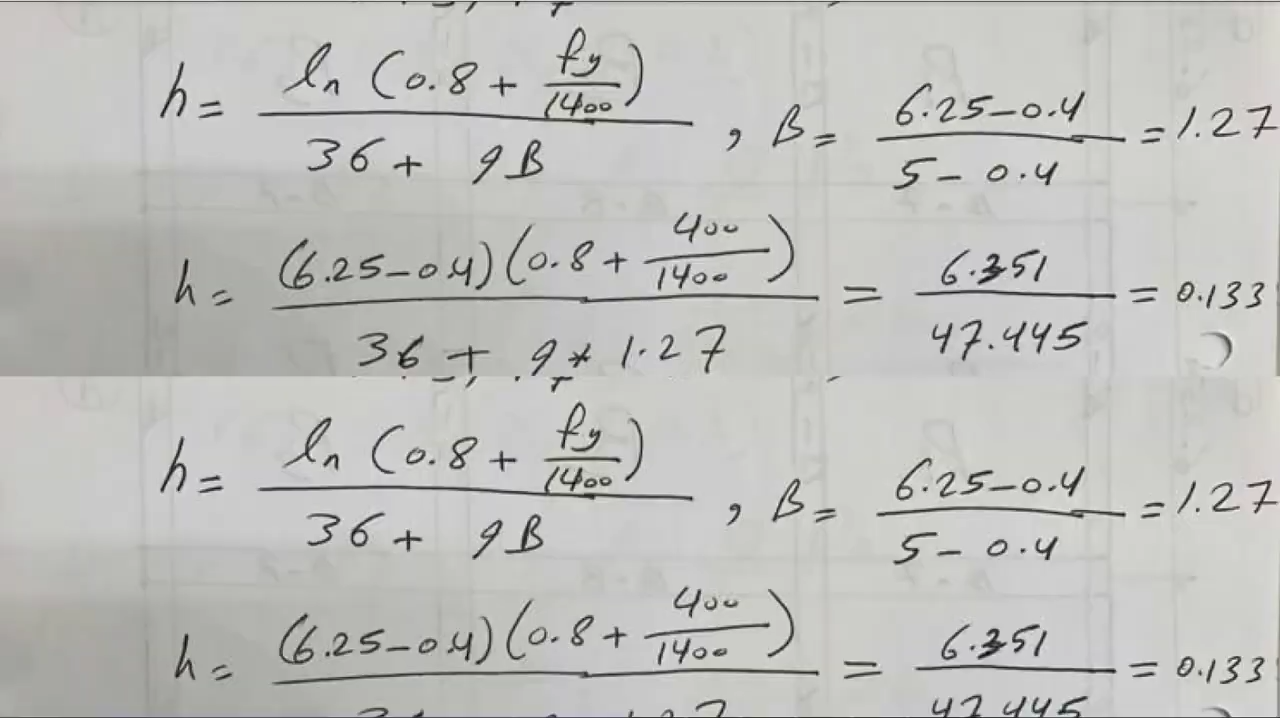 h = ln (0.8 + fy/1400) / 36 + 9B , B = 6.25-0.4 / 5-0.4 = 1.27
h = (6.25-0.4)(0.8 + 400/1400) / 36 + 9*1.27 = 6.351 / 47.445 = 0.133
h = ln (0.8 + fy/1400) / 36 + 9B , B = 6.25-0.4 / 5-0.4 = 1.27
h = (6.25-0.4)(0.8 + 400/1400) = 6.351 / 47.445 = 0.133